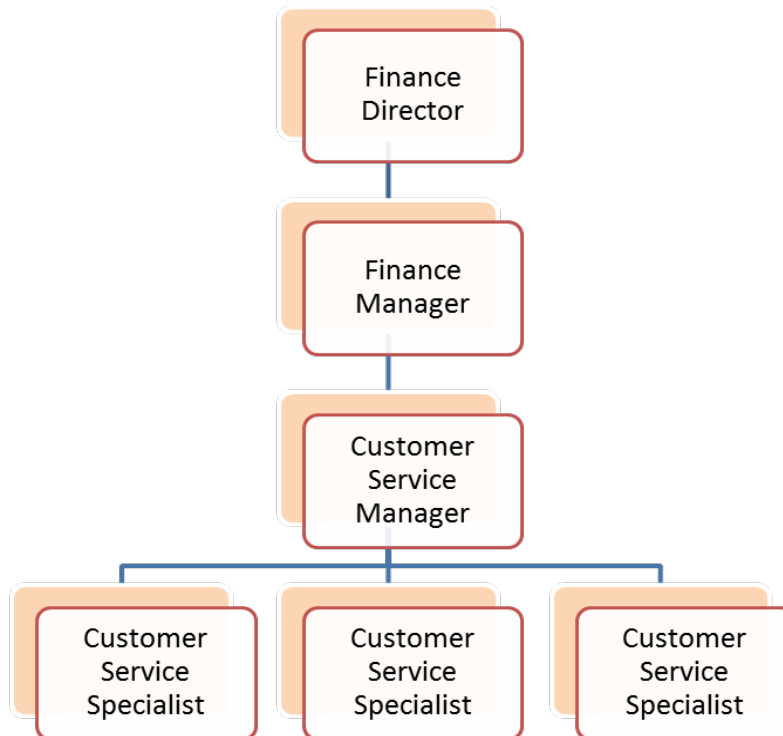 Finance
Director
Finance
Manager
Customer
Service
Manager
Customer
Service
Specialist
Customer
Service
Specialist
Customer
Service
Specialist